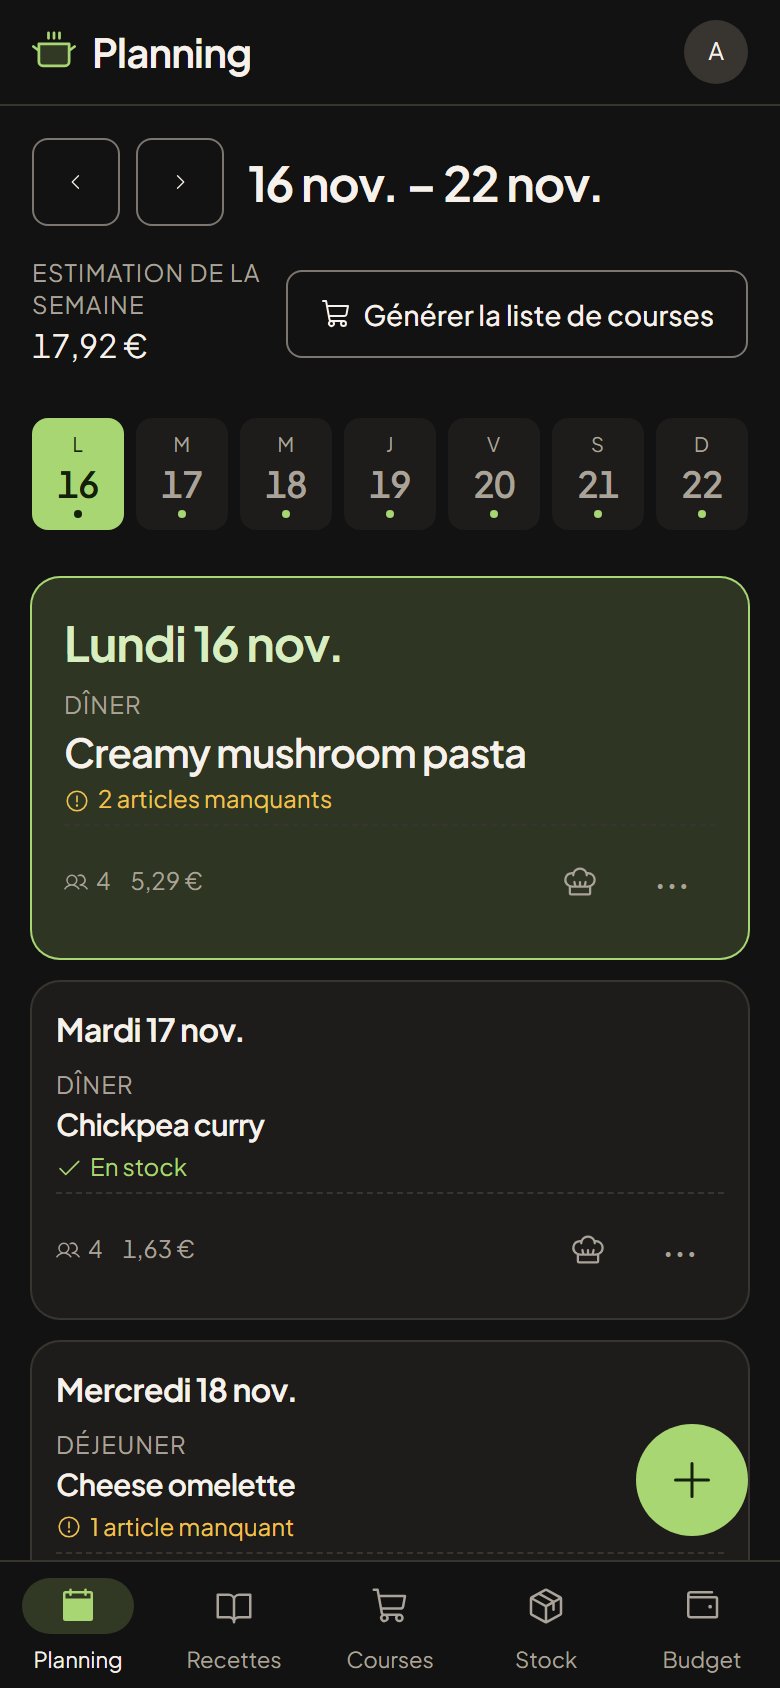 Planning
A
16 nov. – 22 nov.
ESTIMATION DE LA
SEMAINE
17,92 €
Générer la liste de courses
L
16
M
17
M
18
J
19
V
20
S
21
D
22
Lundi 16 nov.
DÎNER
Creamy mushroom pasta
2 articles manquants
4 5,29 €
Mardi 17 nov.
DÎNER
Chickpea curry
En stock
4 1,63 €
Mercredi 18 nov.
DÉJEUNER
Cheese omelette
1 article manquant
Planning
Recettes
Courses
Stock
Budget